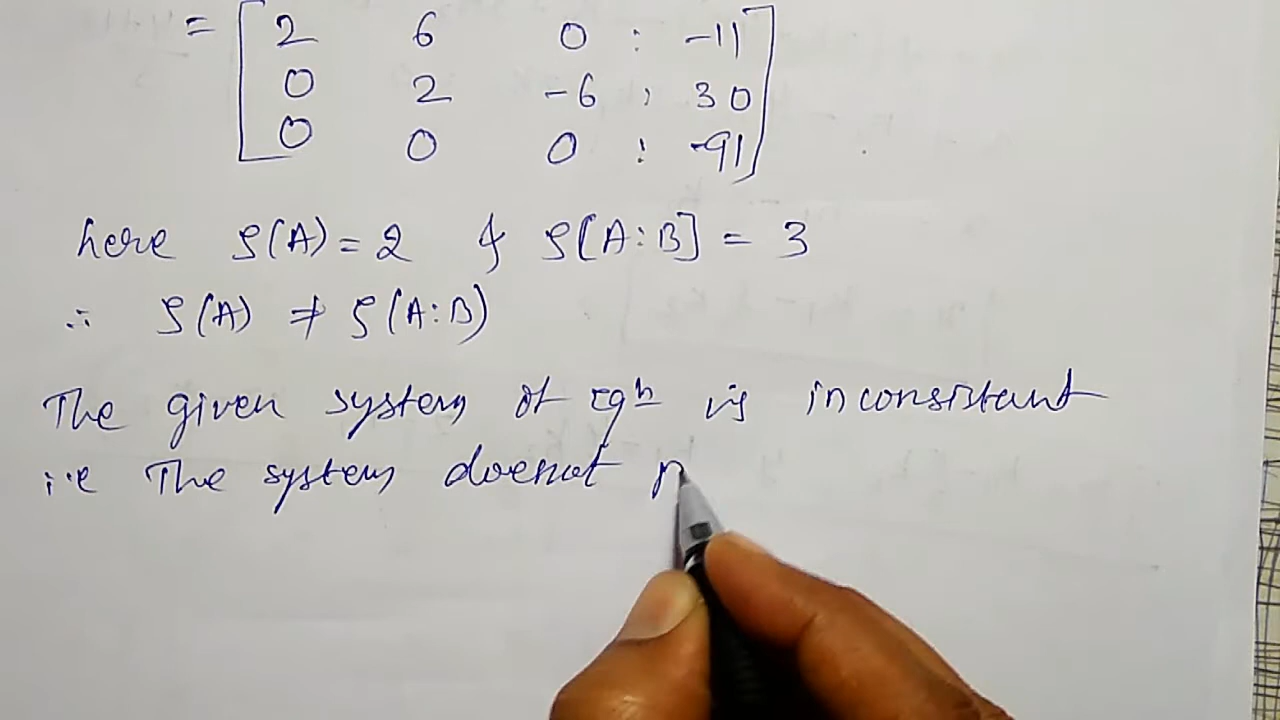 = [ 2 6 0 : -11 ]
0 2 -6 : 30
0 0 0 : -91
here ρ(A) = 2 & ρ[A:B] = 3
∴ ρ(A) ≠ ρ(A:B)
The given system of eqn is inconsistant
i.e The system doenot p